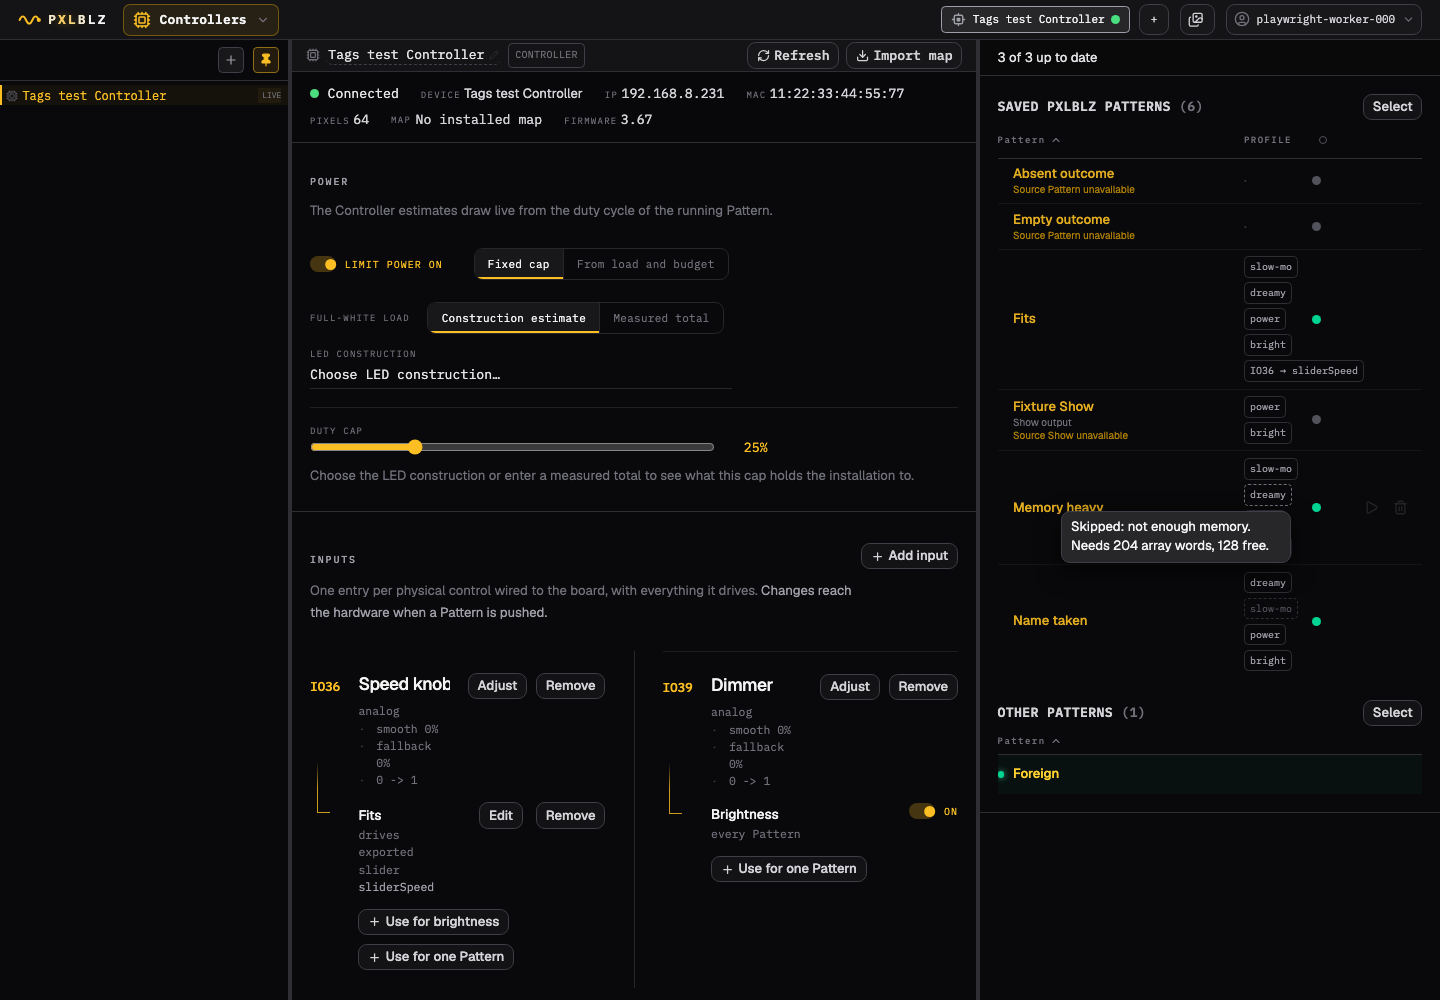 PXLBLZ
Controllers
Tags test Controller
+
playwright-worker-000
+
Tags test Controller
LIVE
Tags test Controller
CONTROLLER
Refresh
Import map
Connected
DEVICE Tags test Controller
IP 192.168.8.231
MAC 11:22:33:44:55:77
PIXELS 64
MAP No installed map
FIRMWARE 3.67
POWER
The Controller estimates draw live from the duty cycle of the running Pattern.
LIMIT POWER ON
Fixed cap
From load and budget
FULL-WHITE LOAD
Construction estimate
Measured total
LED CONSTRUCTION
Choose LED construction…
DUTY CAP
25%
Choose the LED construction or enter a measured total to see what this cap holds the installation to.
INPUTS
+ Add input
One entry per physical control wired to the board, with everything it drives. Changes reach
the hardware when a Pattern is pushed.
IO36
Speed knob
Adjust
Remove
analog
· smooth 0%
· fallback
0%
· 0 -> 1
Fits
Edit
Remove
drives
exported
slider
sliderSpeed
+ Use for brightness
+ Use for one Pattern
IO39
Dimmer
Adjust
Remove
analog
· smooth 0%
· fallback
0%
· 0 -> 1
Brightness
ON
every Pattern
+ Use for one Pattern
3 of 3 up to date
SAVED PXLBLZ PATTERNS (6)
Select
Pattern
PROFILE
Absent outcome
Source Pattern unavailable
-
Empty outcome
Source Pattern unavailable
-
Fits
slow-mo
dreamy
power
bright
IO36 → sliderSpeed
Fixture Show
Show output
Source Show unavailable
power
bright
Memory heavy
slow-mo
dreamy
Skipped: not enough memory.
Needs 204 array words, 128 free.
Name taken
dreamy
slow-mo
power
bright
OTHER PATTERNS (1)
Select
Pattern
Foreign